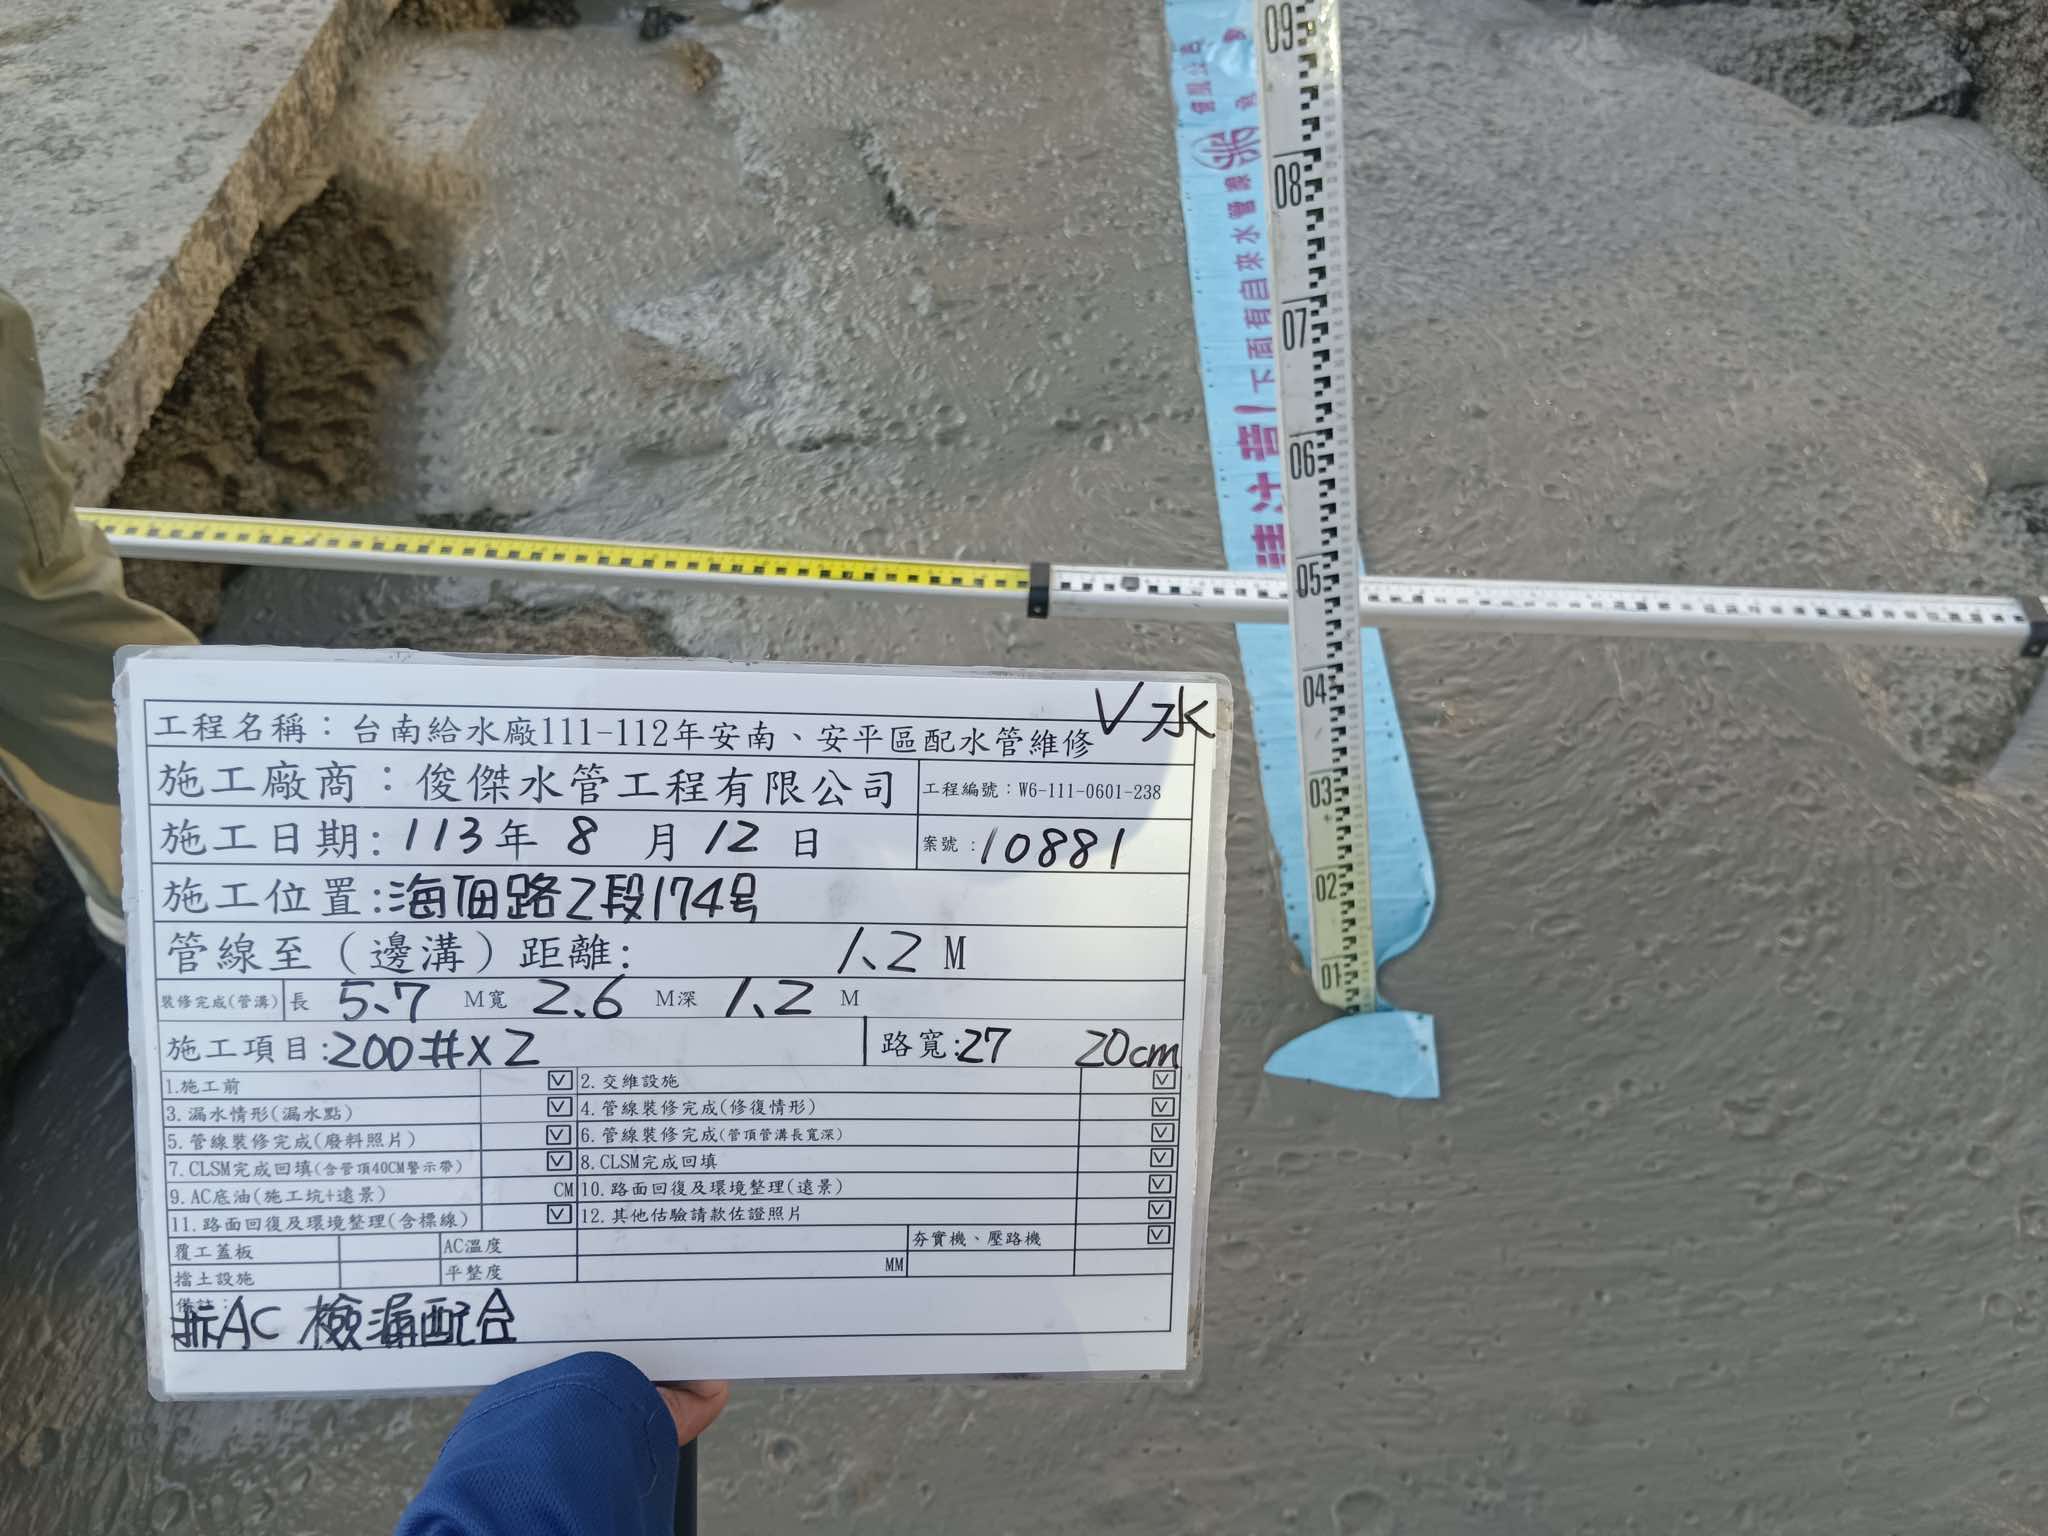 V水
工程名稱：台南給水廠111-112年安南、安平區配水管維修
施工廠商：俊傑水管工程有限公司 工程編號：W6-111-0601-238
施工日期:113年 8 月 12 日 案號:10881
施工位置:海佃路2段174号
管線至（邊溝）距離: 1.2 M
裝修完成(管溝) 長 5.7 M寬 2.6 M深 1.2 M
施工項目:200#x2 路寬:27 20cm
1.施工前 ☑ 2.交維設施 ☑
3.漏水情形(漏水點) ☑ 4.管線裝修完成(修復情形) ☑
5.管線裝修完成(廢料照片) ☑ 6.管線裝修完成(管頂管溝長寬深) ☑
7.CLSM完成回填(含管頂40CM警示帶) ☑ 8.CLSM完成回填 ☑
9.AC底油(施工坑+遠景) CM 10.路面回復及環境整理(遠景) ☑
11.路面回復及環境整理(含標線) ☑ 12.其他估驗請款佐證照片 ☑
覆工蓋板 AC溫度 夯實機、壓路機 ☑
擋土設施 平整度 MM
備註：
拆AC 檢漏配合
注意!下面有自來水管線
09
08
07
06
05
04
03
02
01